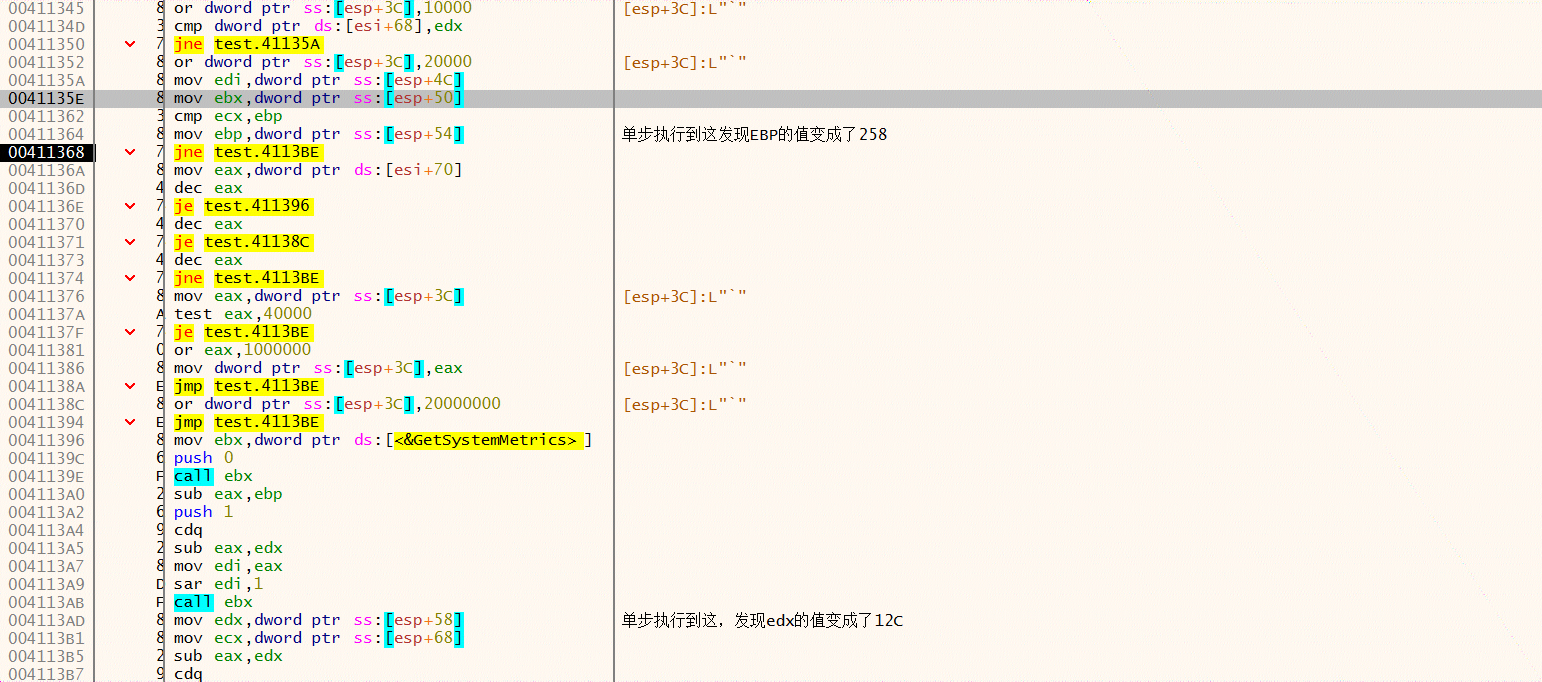 00411345 8 or dword ptr ss:[esp+3C],10000 [esp+3C]:L"`"
0041134D 3 cmp dword ptr ds:[esi+68],edx
00411350 7 jne test.41135A
00411352 8 or dword ptr ss:[esp+3C],20000 [esp+3C]:L"`"
0041135A 8 mov edi,dword ptr ss:[esp+4C]
0041135E 8 mov ebx,dword ptr ss:[esp+50]
00411362 3 cmp ecx,ebp
00411364 8 mov ebp,dword ptr ss:[esp+54] 单步执行到这发现EBP的值变成了258
00411368 7 jne test.4113BE
0041136A 8 mov eax,dword ptr ds:[esi+70]
0041136D 4 dec eax
0041136E 7 je test.411396
00411370 4 dec eax
00411371 7 je test.41138C
00411373 4 dec eax
00411374 7 jne test.4113BE
00411376 8 mov eax,dword ptr ss:[esp+3C] [esp+3C]:L"`"
0041137A A test eax,40000
0041137F 7 je test.4113BE
00411381 0 or eax,1000000
00411386 8 mov dword ptr ss:[esp+3C],eax [esp+3C]:L"`"
0041138A E jmp test.4113BE
0041138C 8 or dword ptr ss:[esp+3C],20000000 [esp+3C]:L"`"
00411394 E jmp test.4113BE
00411396 8 mov ebx,dword ptr ds:[<&GetSystemMetrics>]
0041139C 6 push 0
0041139E F call ebx
004113A0 2 sub eax,ebp
004113A2 6 push 1
004113A4 9 cdq
004113A5 2 sub eax,edx
004113A7 8 mov edi,eax
004113A9 D sar edi,1
004113AB F call ebx
004113AD 8 mov edx,dword ptr ss:[esp+58] 单步执行到这，发现edx的值变成了12C
004113B1 8 mov ecx,dword ptr ss:[esp+68]
004113B5 2 sub eax,edx
004113B7 9 cdq